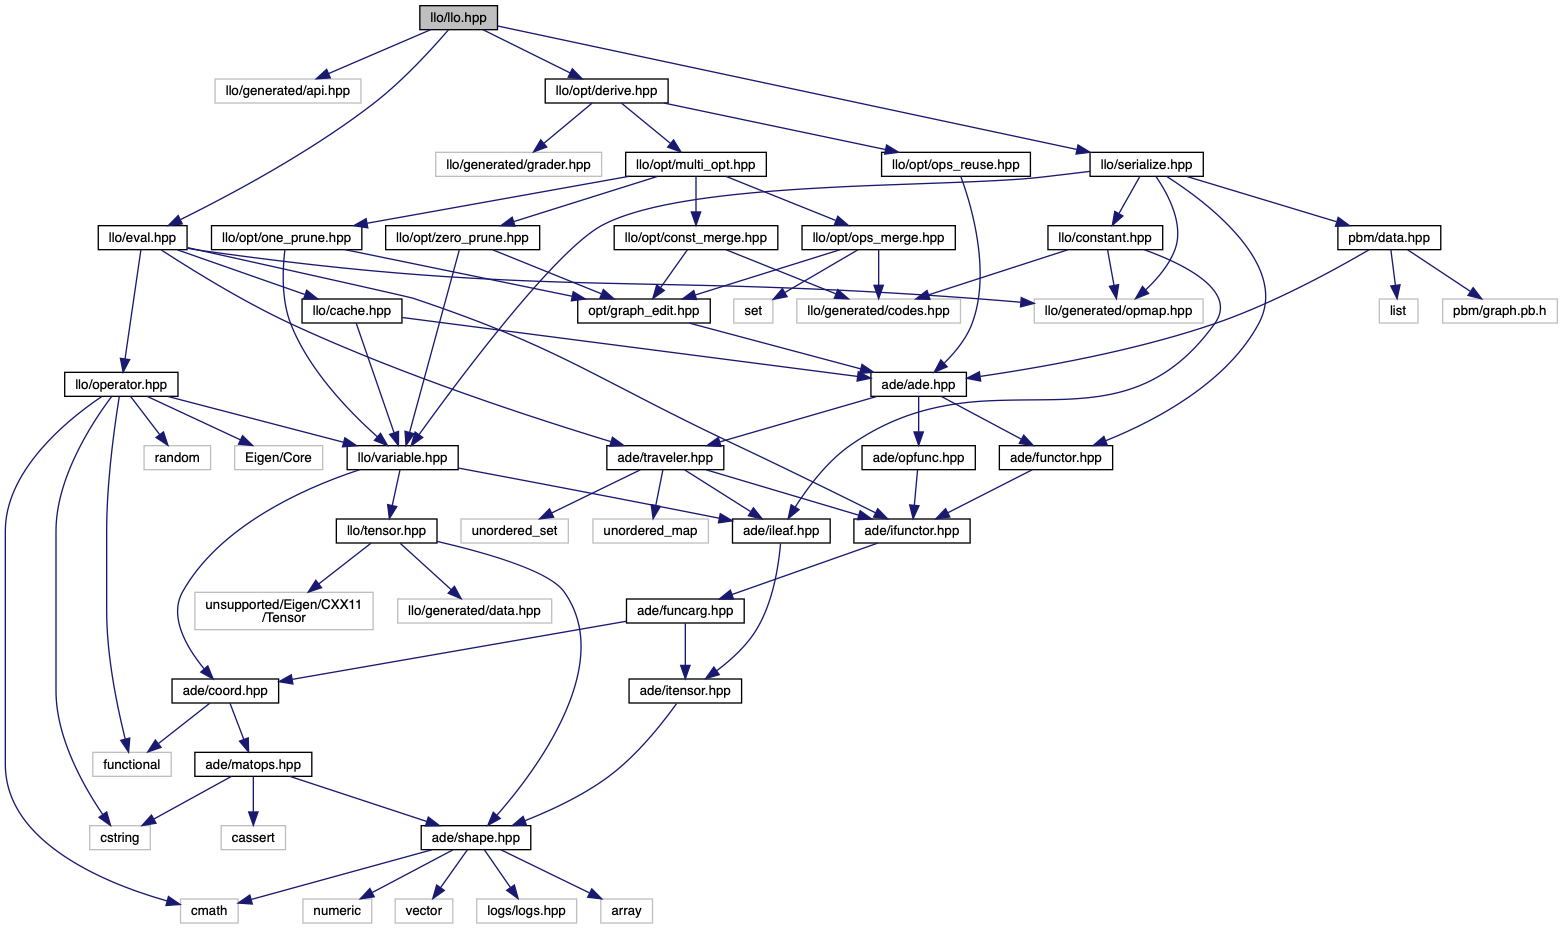 llo/llo.hpp
llo/generated/api.hpp
llo/opt/derive.hpp
llo/generated/grader.hpp
llo/opt/multi_opt.hpp
llo/opt/ops_reuse.hpp
llo/serialize.hpp
llo/eval.hpp
llo/opt/one_prune.hpp
llo/opt/zero_prune.hpp
llo/opt/const_merge.hpp
llo/opt/ops_merge.hpp
llo/constant.hpp
pbm/data.hpp
llo/cache.hpp
opt/graph_edit.hpp
set
llo/generated/codes.hpp
llo/generated/opmap.hpp
list
pbm/graph.pb.h
llo/operator.hpp
ade/ade.hpp
random
Eigen/Core
llo/variable.hpp
ade/traveler.hpp
ade/opfunc.hpp
ade/functor.hpp
llo/tensor.hpp
unordered_set
unordered_map
ade/ileaf.hpp
ade/ifunctor.hpp
unsupported/Eigen/CXX11
/Tensor
llo/generated/data.hpp
ade/funcarg.hpp
ade/coord.hpp
ade/itensor.hpp
functional
ade/matops.hpp
cstring
cassert
ade/shape.hpp
cmath
numeric
vector
logs/logs.hpp
array